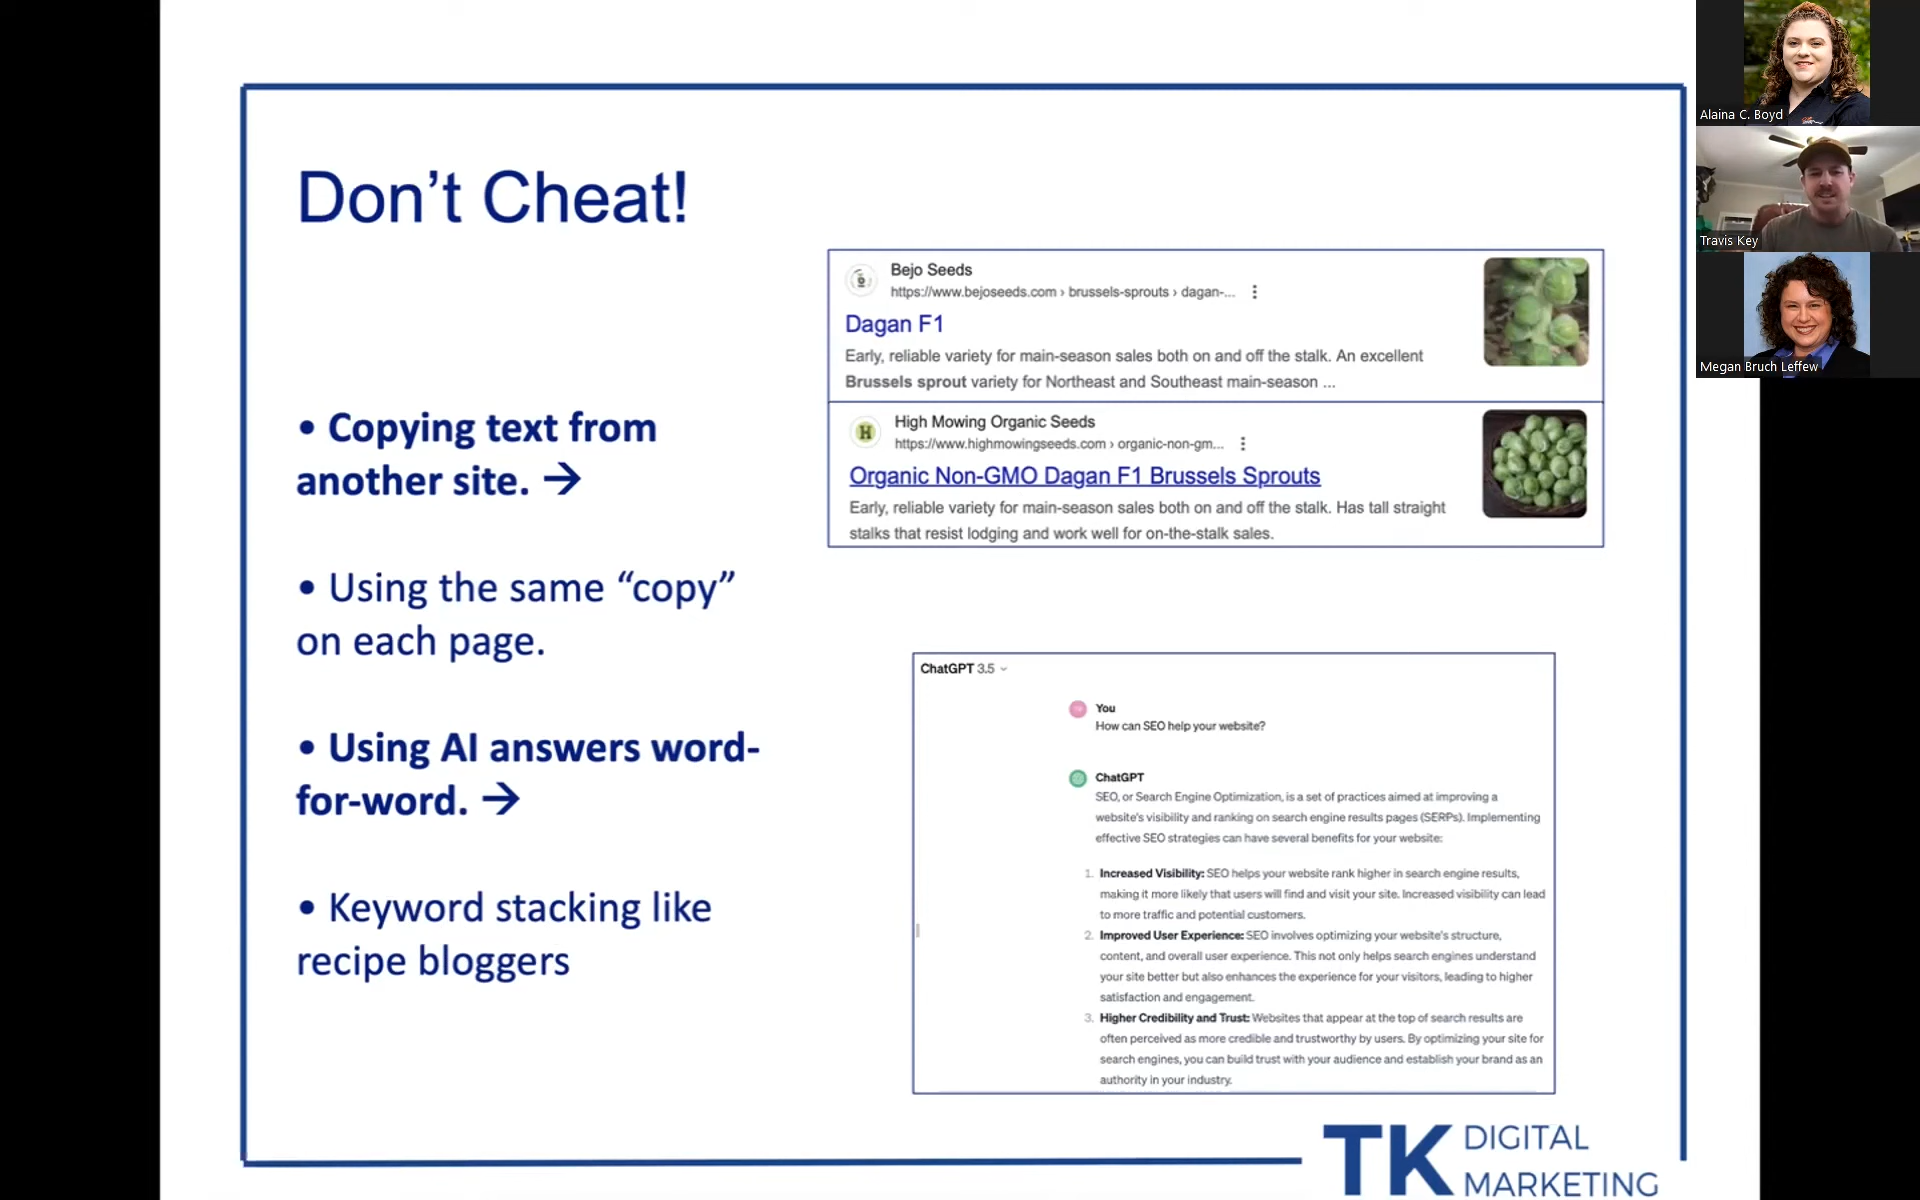 Don't Cheat!
• Copying text from
another site. →
• Using the same “copy”
on each page.
• Using AI answers word-
for-word. →
• Keyword stacking like
recipe bloggers
Bejo Seeds
https://www.bejoseeds.com › brussels-sprouts › dagan-...
Dagan F1
Early, reliable variety for main-season sales both on and off the stalk. An excellent
Brussels sprout variety for Northeast and Southeast main-season ...
H
High Mowing Organic Seeds
https://www.highmowingseeds.com › organic-non-gm...
Organic Non-GMO Dagan F1 Brussels Sprouts
Early, reliable variety for main-season sales both on and off the stalk. Has tall straight
stalks that resist lodging and work well for on-the-stalk sales.
ChatGPT 3.5
You
How can SEO help your website?
ChatGPT
SEO, or Search Engine Optimization, is a set of practices aimed at improving a
website's visibility and ranking on search engine results pages (SERPs). Implementing
effective SEO strategies can have several benefits for your website:
1. Increased Visibility: SEO helps your website rank higher in search engine results,
making it more likely that users will find and visit your site. Increased visibility can lead
to more traffic and potential customers.
2. Improved User Experience: SEO involves optimizing your website's structure,
content, and overall user experience. This not only helps search engines understand
your site better but also enhances the experience for your visitors, leading to higher
satisfaction and engagement.
3. Higher Credibility and Trust: Websites that appear at the top of search results are
often perceived as more credible and trustworthy by users. By optimizing your site for
search engines, you can build trust with your audience and establish your brand as an
authority in your industry.
TK DIGITAL
MARKETING
Alaina C. Boyd
Travis Key
Megan Bruch Leffew